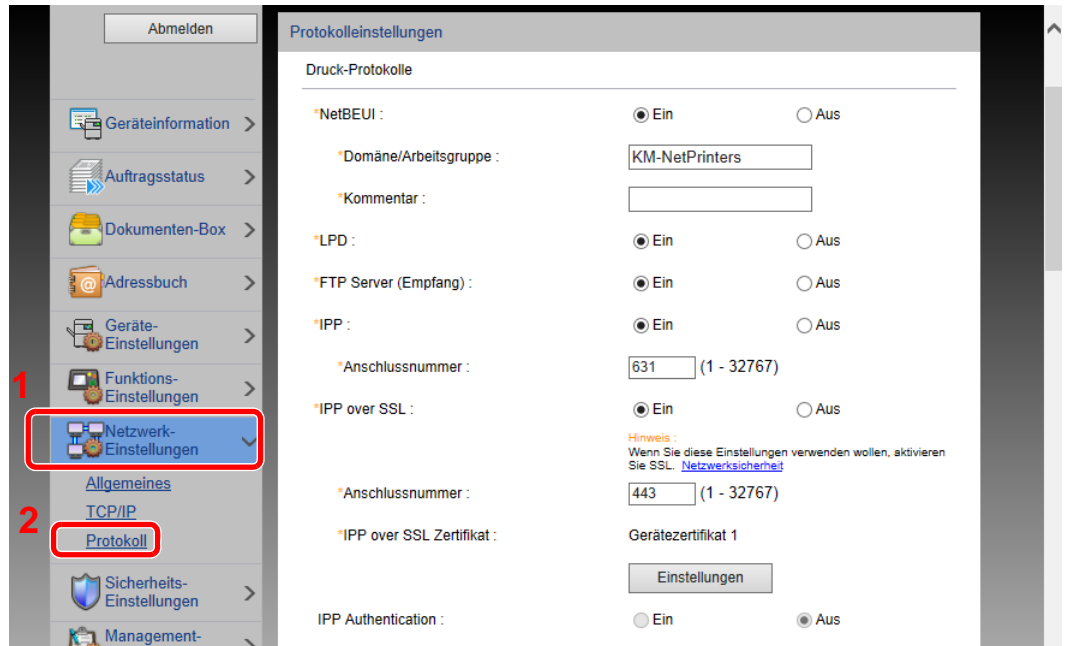 Abmelden
Geräteinformation
Auftragsstatus
Dokumenten-Box
Adressbuch
Geräte-
Einstellungen
1
Funktions-
Einstellungen
Netzwerk-
Einstellungen
Allgemeines
2
TCP/IP
Protokoll
Sicherheits-
Einstellungen
Management-
Protokolleinstellungen
Druck-Protokolle
*NetBEUI : Ein Aus
*Domäne/Arbeitsgruppe : KM-NetPrinters
*Kommentar :
*LPD : Ein Aus
*FTP Server (Empfang) : Ein Aus
*IPP : Ein Aus
*Anschlussnummer : 631 (1 - 32767)
*IPP over SSL : Ein Aus
Hinweis :
Wenn Sie diese Einstellungen verwenden wollen, aktivieren
Sie SSL. Netzwerksicherheit
*Anschlussnummer : 443 (1 - 32767)
*IPP over SSL Zertifikat : Gerätezertifikat 1
Einstellungen
IPP Authentication : Ein Aus